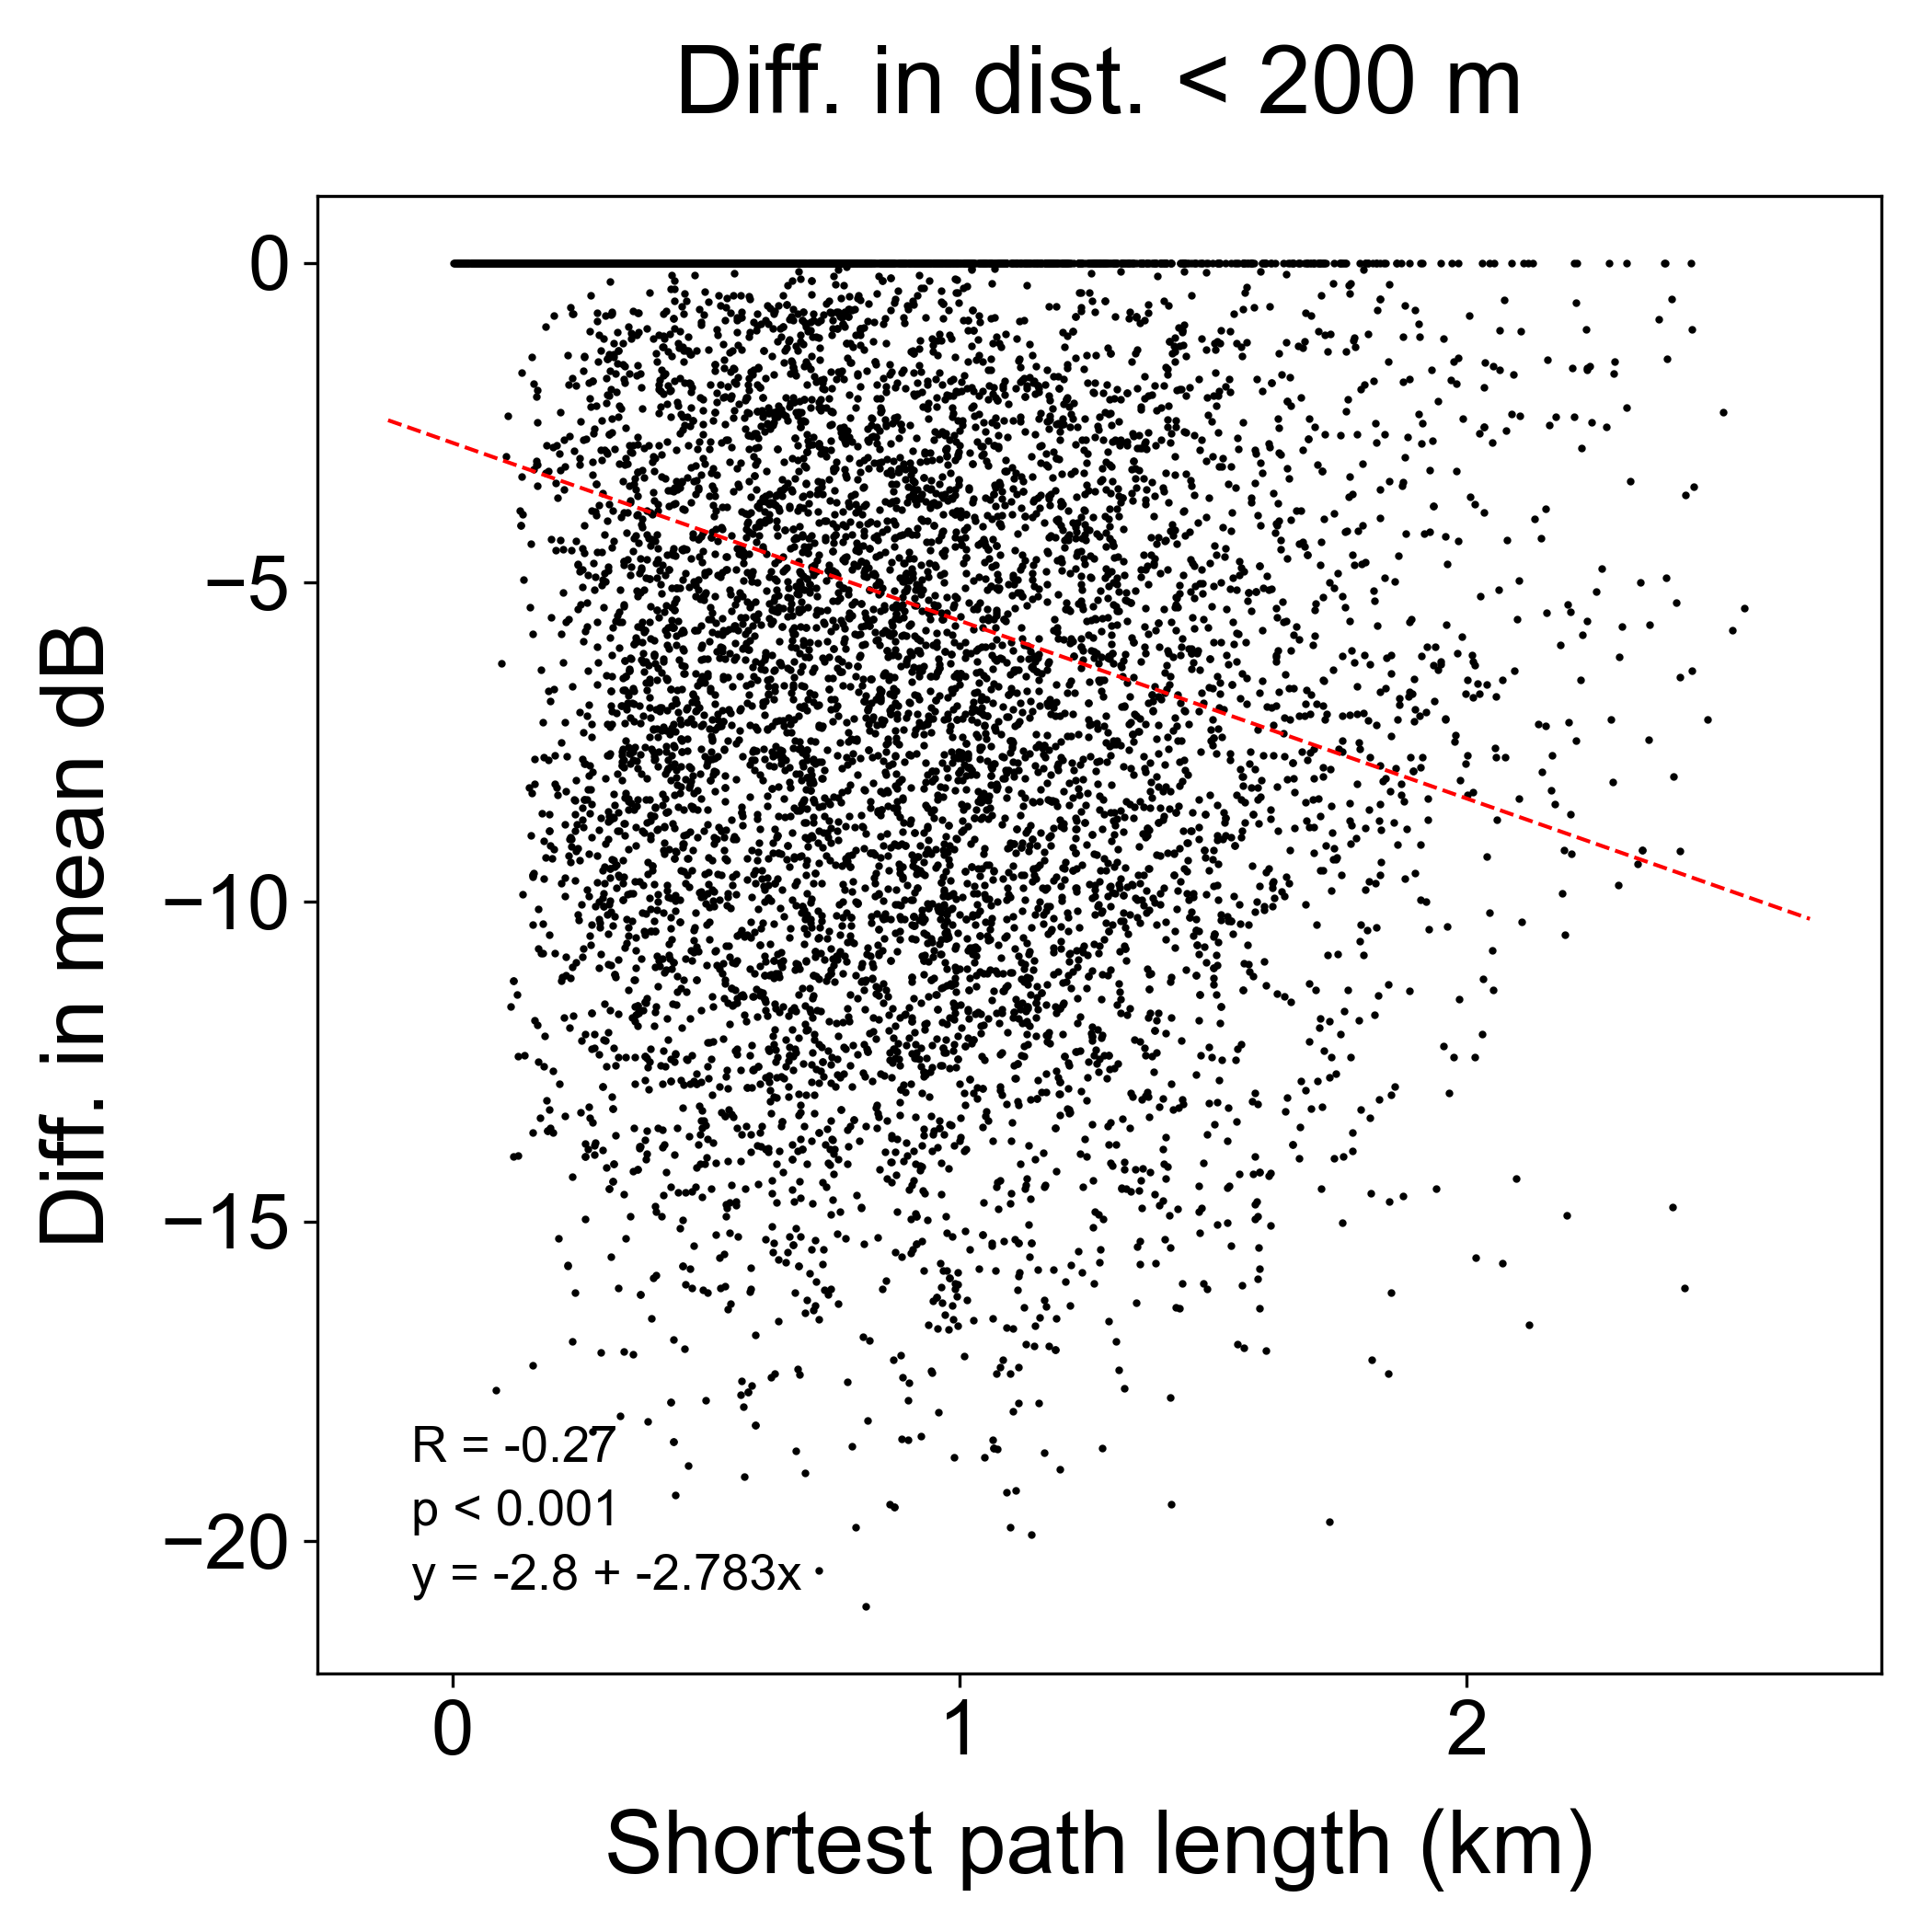 Diff. in dist. < 200 m
Diff. in mean dB
0
−5
−10
−15
−20
R = -0.27
p < 0.001
y = -2.8 + -2.783x
0 1 2
Shortest path length (km)